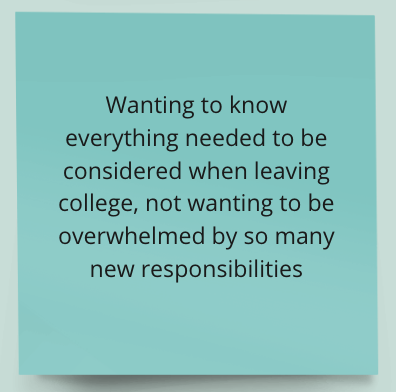 Wanting to know
everything needed to be
considered when leaving
college, not wanting to be
overwhelmed by so many
new responsibilities